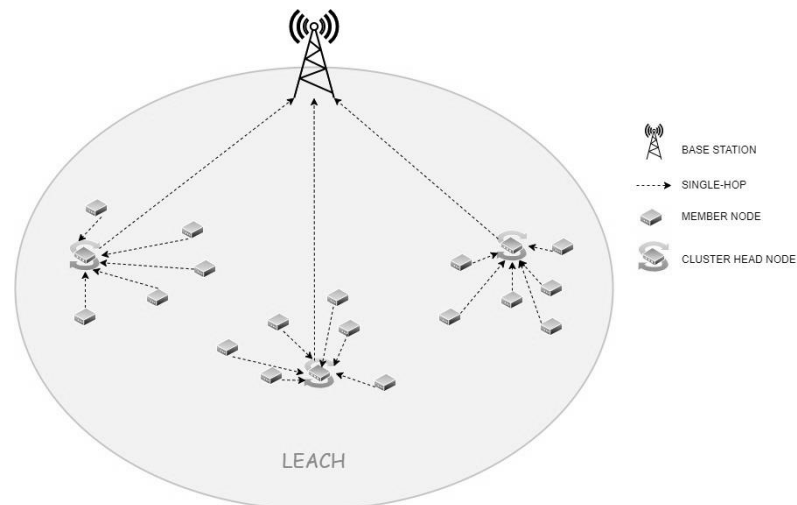 BASE STATION
SINGLE-HOP
MEMBER NODE
CLUSTER HEAD NODE
LEACH